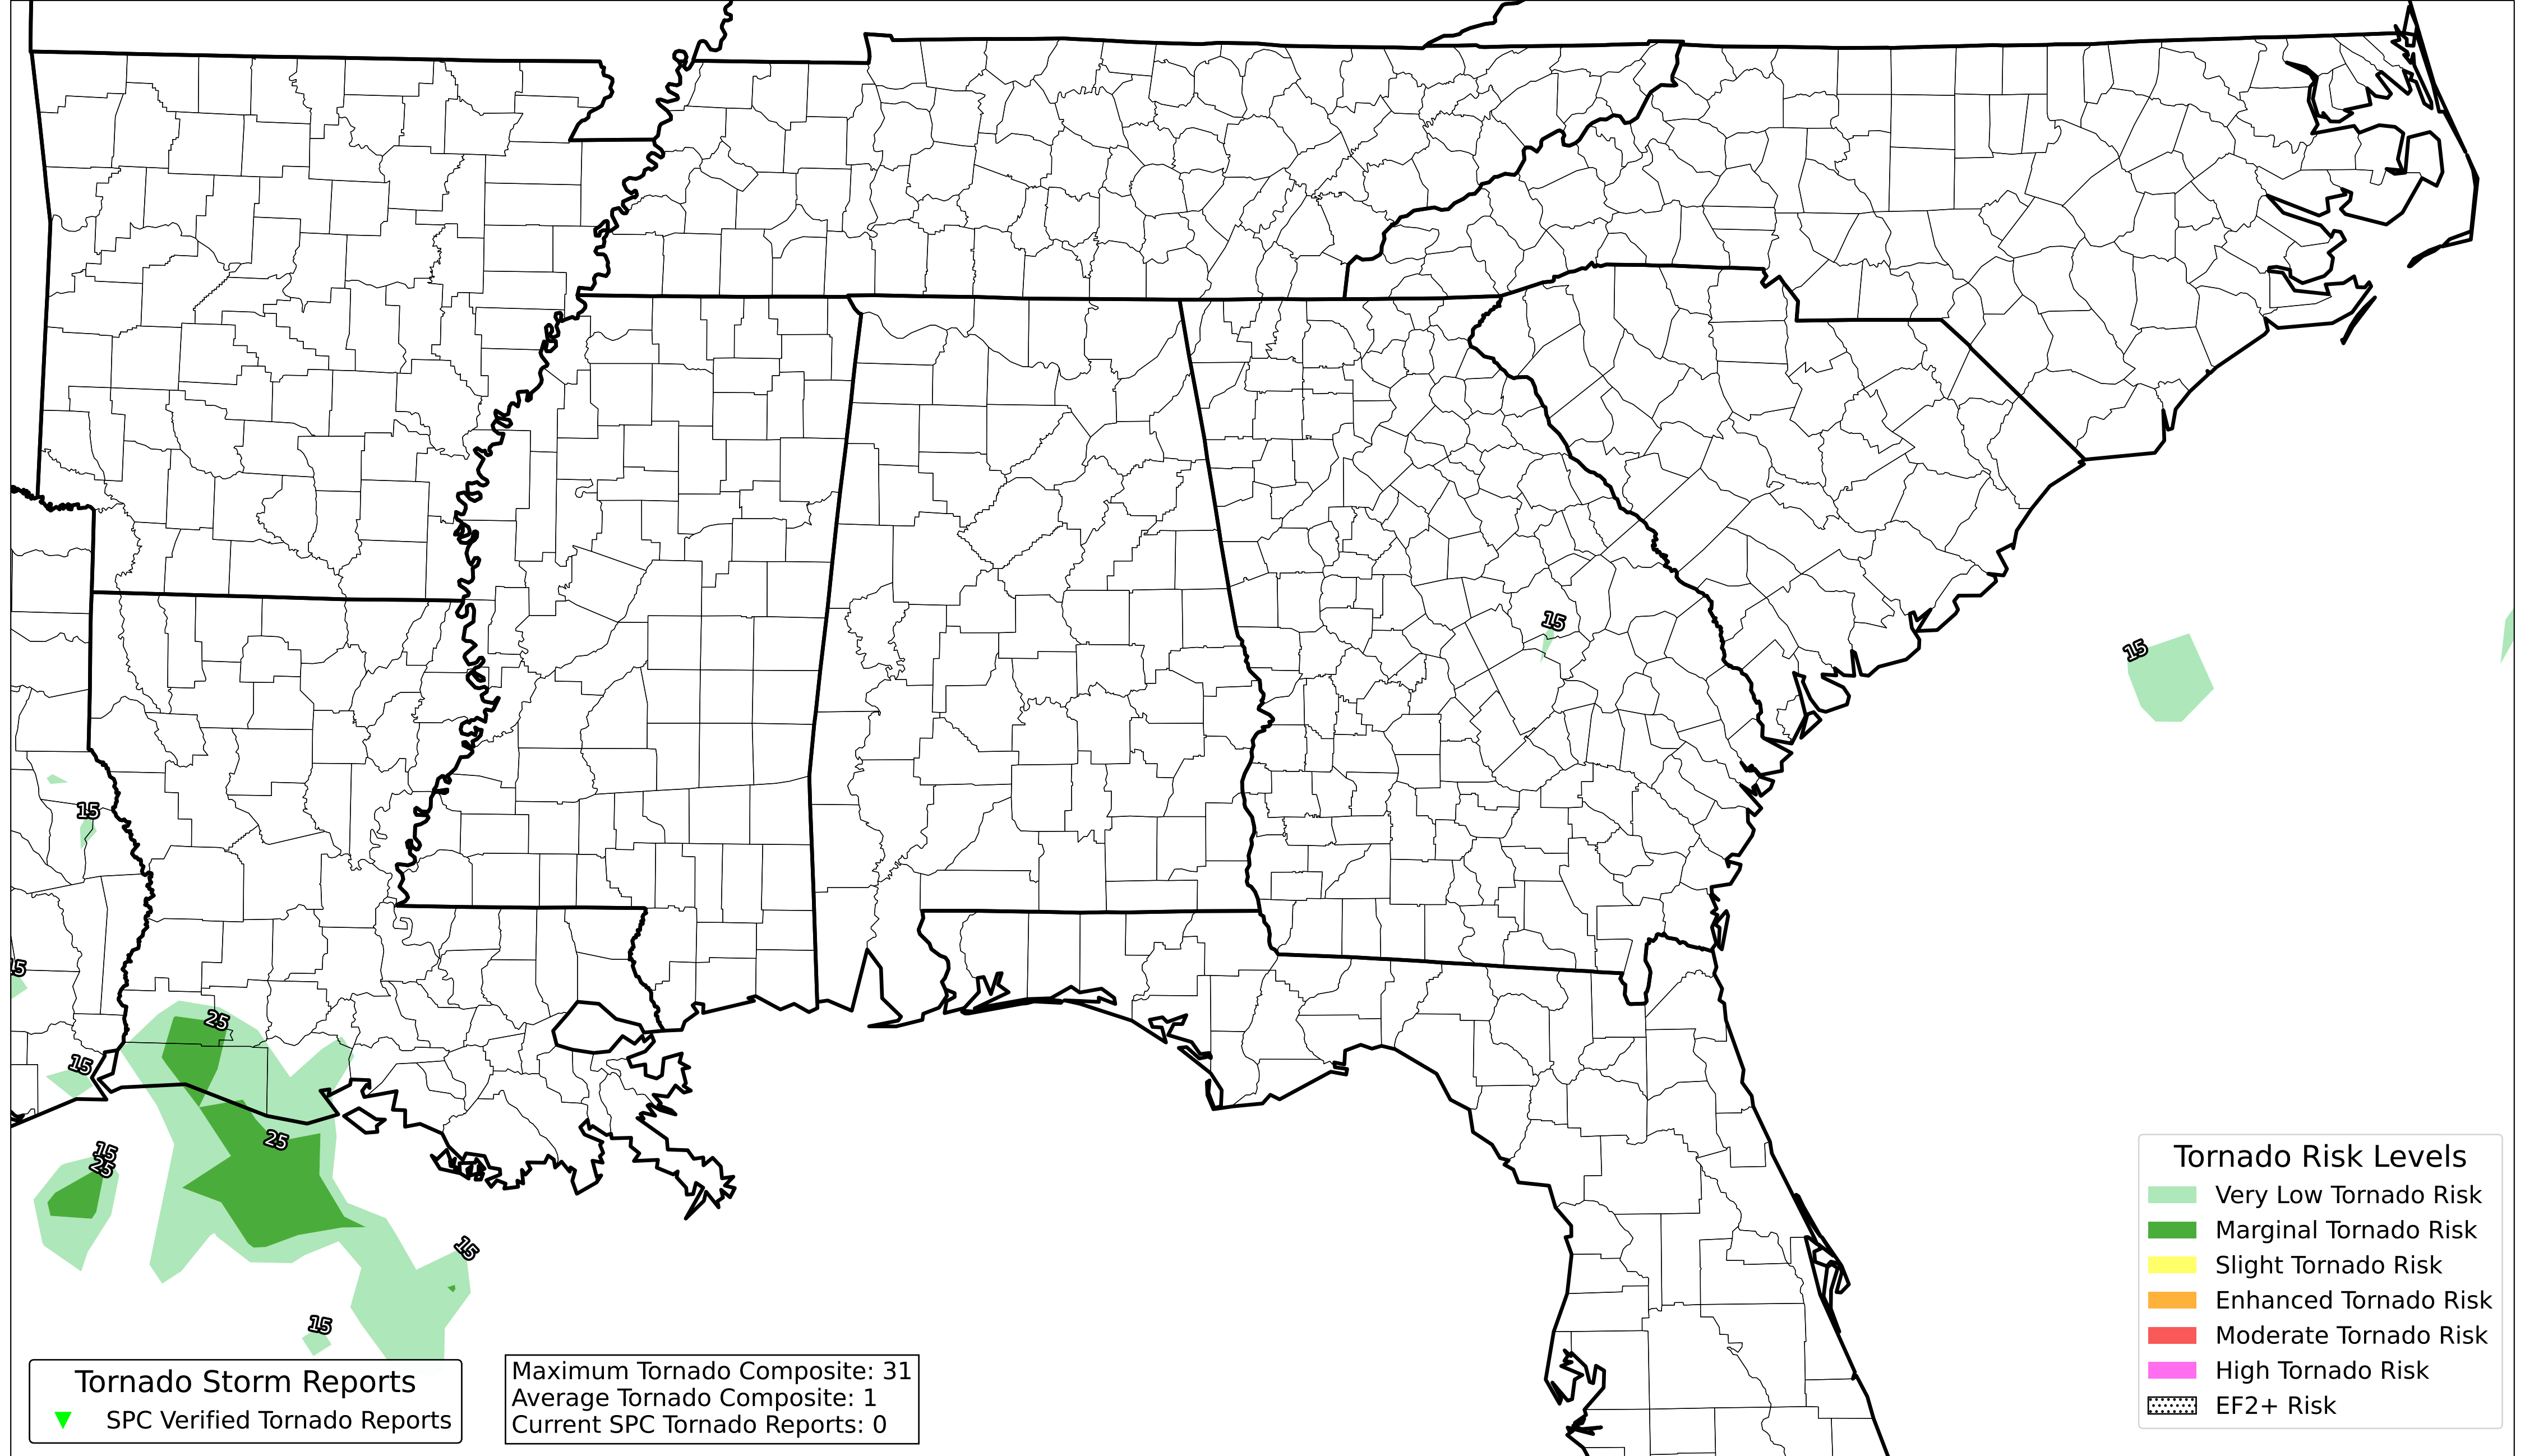 15
15
15
15
25
15
25
15
25
15
15
Tornado Risk Levels
Very Low Tornado Risk
Marginal Tornado Risk
Slight Tornado Risk
Enhanced Tornado Risk
Moderate Tornado Risk
High Tornado Risk
EF2+ Risk
Tornado Storm Reports
SPC Verified Tornado Reports
Maximum Tornado Composite: 31
Average Tornado Composite: 1
Current SPC Tornado Reports: 0